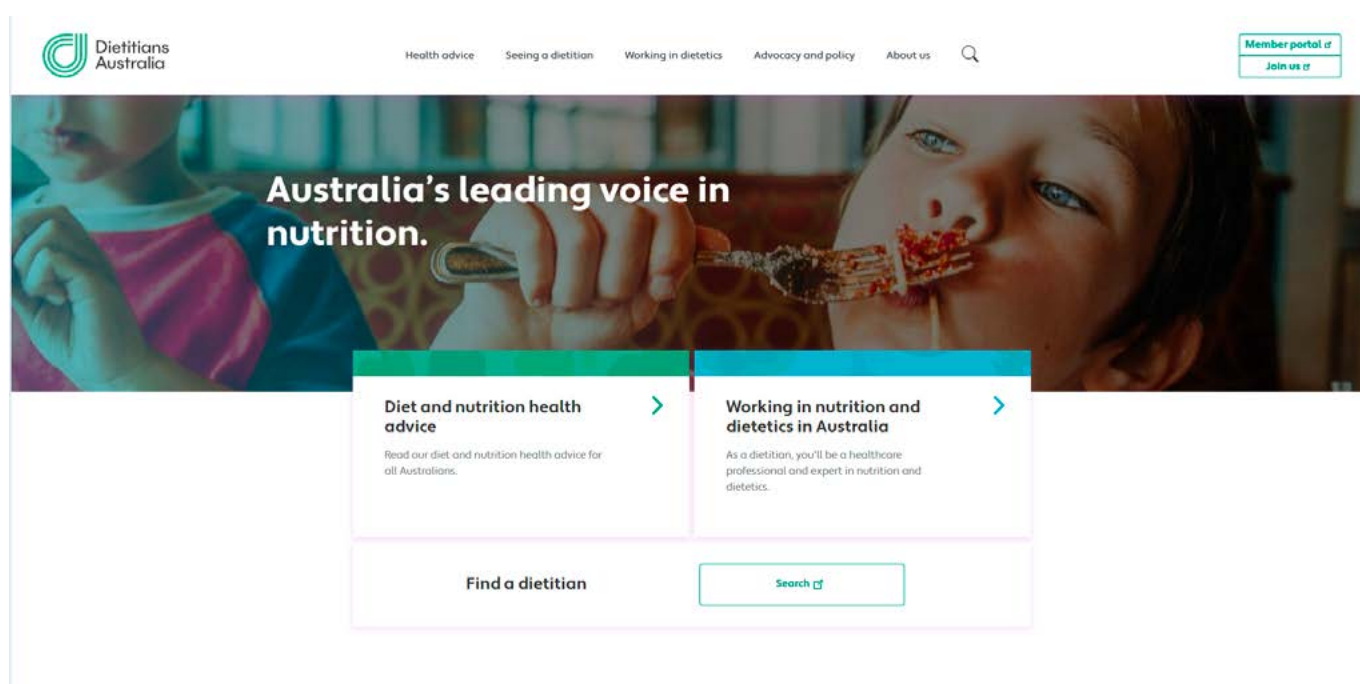 Dietitians
Australia
Health advice
Seeing a dietitian
Working in dietetics
Advocacy and policy
About us
Member portal
Join us
Australia's leading voice in
nutrition.
Diet and nutrition health
advice
Read our diet and nutrition health advice for
all Australians.
Working in nutrition and
dietetics in Australia
As a dietitian, you'll be a healthcare
professional and expert in nutrition and
dietetics.
Find a dietitian
Search